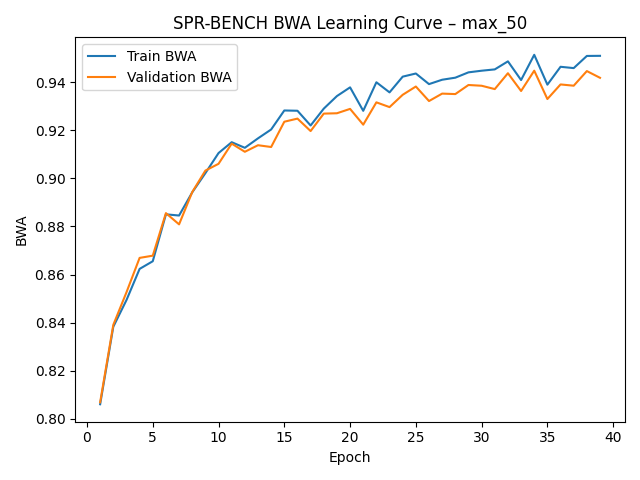 SPR-BENCH BWA Learning Curve – max_50
Train BWA
Validation BWA
BWA
0.94
0.92
0.90
0.88
0.86
0.84
0.82
0.80
0 5 10 15 20 25 30 35 40
Epoch